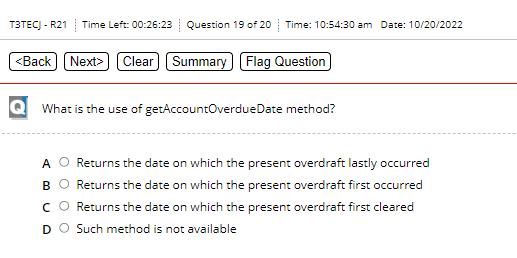 T3TECJ - R21 Time Left: 00:26:23 Question 19 of 20 Time: 10:54:30 am Date: 10/20/2022
<Back Next> Clear Summary Flag Question
Q What is the use of getAccountOverdueDate method?
A Returns the date on which the present overdraft lastly occurred
B Returns the date on which the present overdraft first occurred
C Returns the date on which the present overdraft first cleared
D Such method is not available